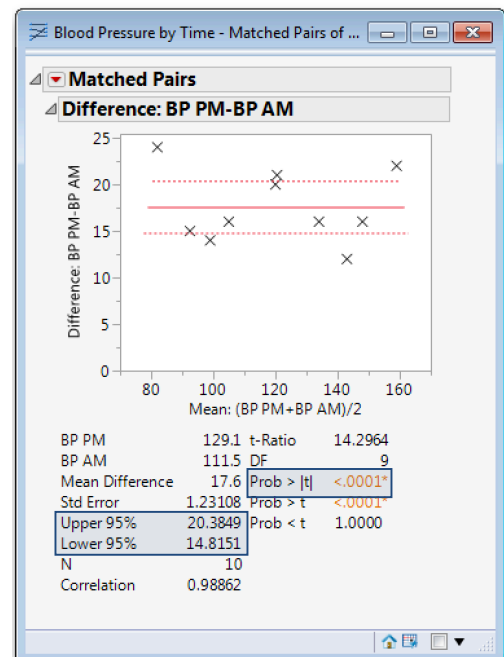 Blood Pressure by Time - Matched Pairs of ...
Matched Pairs
Difference: BP PM-BP AM
Difference: BP PM-BP AM
25
20
15
10
5
0
80 100 120 140 160
Mean: (BP PM+BP AM)/2
BP PM 129.1 t-Ratio 14.2964
BP AM 111.5 DF 9
Mean Difference 17.6 Prob > |t| <.0001*
Std Error 1.23108 Prob > t <.0001*
Upper 95% 20.3849 Prob < t 1.0000
Lower 95% 14.8151
N 10
Correlation 0.98862